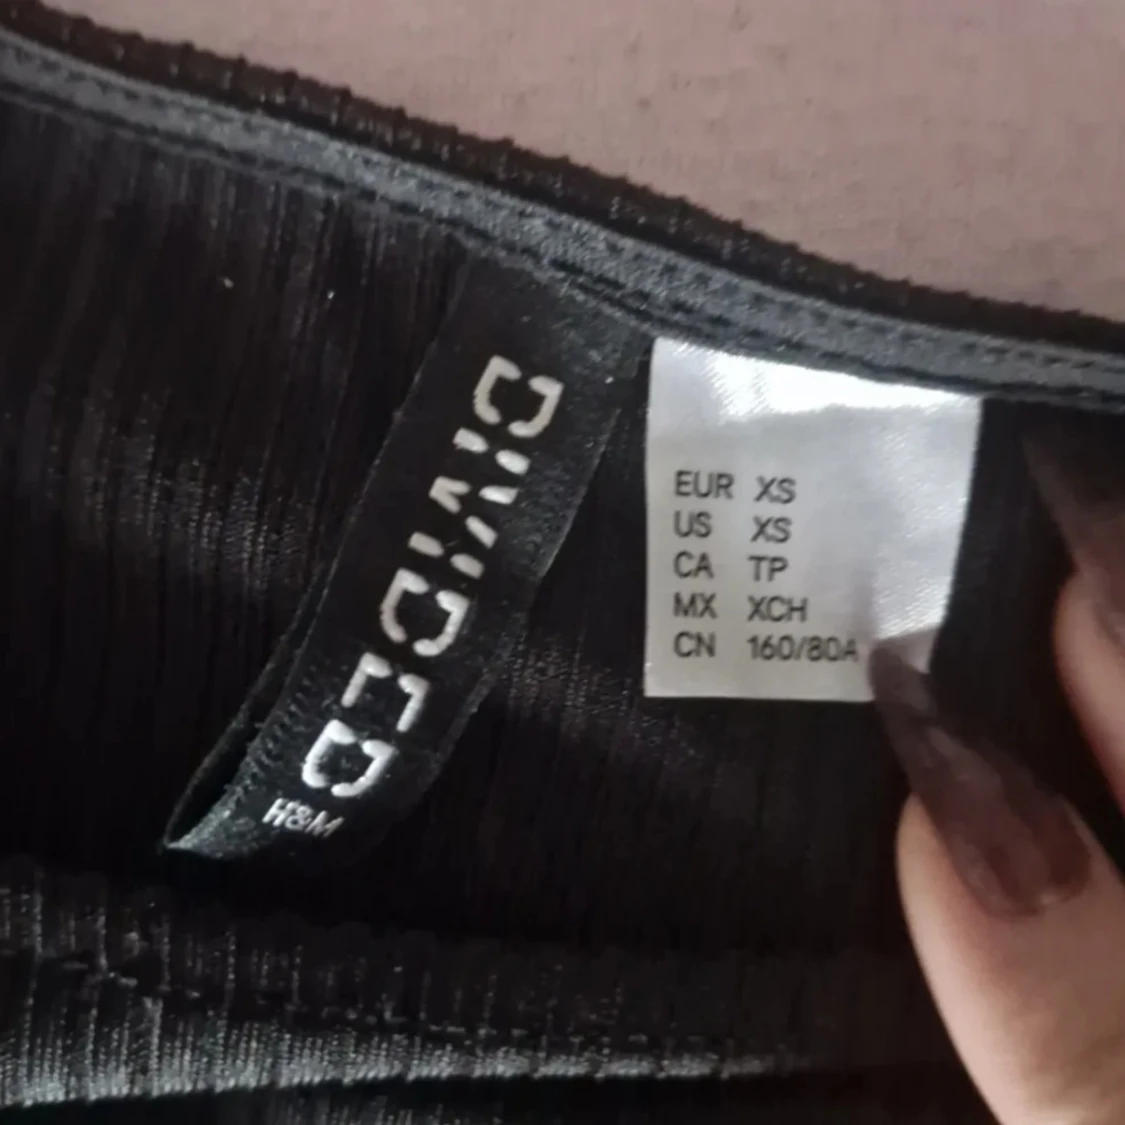 DIVIDED
H&M
EUR XS
US XS
CA TP
MX XCH
CN 160/80A